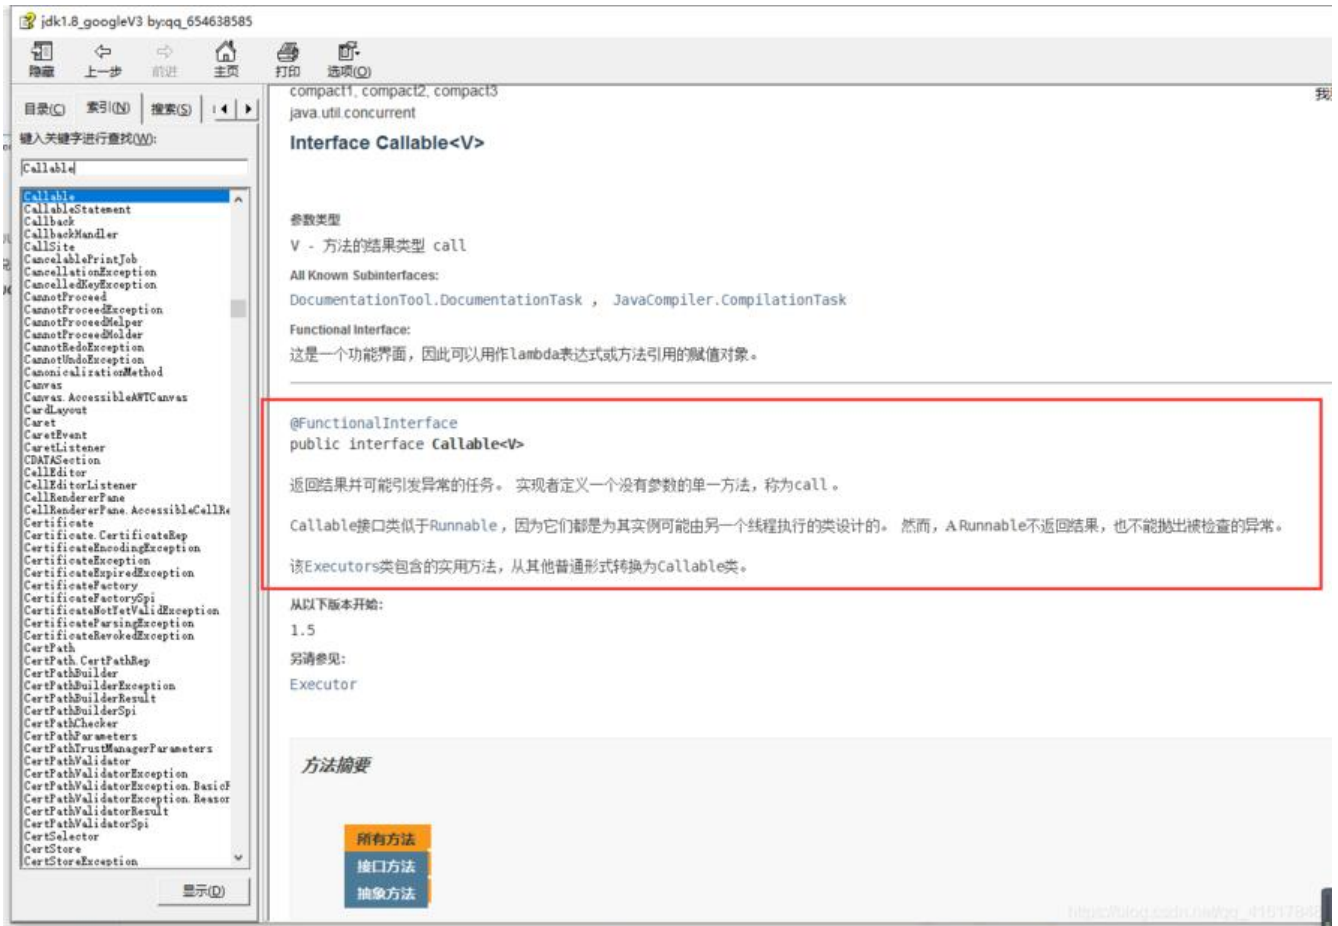 jdk1.8_googleV3 by:qq_654638585
隐藏 上一步 前进 主页 打印 选项(O)
目录(C) 索引(N) 搜索(S)
键入关键字进行查找(W):
Callable
Callable
CallableStatement
Callback
CallbackHandler
CallSite
CancelablePrintJob
CancellationException
CancelledKeyException
CannotProceed
CannotProceedException
CannotProceedHelper
CannotProceedHolder
CannotRedoException
CannotUndoException
CanonicalizationMethod
Canvas
Canvas.AccessibleAWTCanvas
CardLayout
Caret
CaretEvent
CaretListener
CDATASection
CellEditor
CellEditorListener
CellRendererPane
CellRendererPane.AccessibleCellRe
Certificate
Certificate.CertificateRep
CertificateEncodingException
CertificateException
CertificateExpiredException
CertificateFactory
CertificateFactorySpi
CertificateNotYetValidException
CertificateParsingException
CertificateRevokedException
CertPath
CertPath.CertPathRep
CertPathBuilder
CertPathBuilderException
CertPathBuilderResult
CertPathBuilderSpi
CertPathChecker
CertPathParameters
CertPathTrustManagerParameters
CertPathValidator
CertPathValidatorException
CertPathValidatorException.BasicR
CertPathValidatorException.Reason
CertPathValidatorResult
CertPathValidatorSpi
CertSelector
CertStore
CertStoreException
显示(D)
compact1, compact2, compact3
java.util.concurrent
Interface Callable<V>
参数类型
V - 方法的结果类型 call
All Known Subinterfaces:
DocumentationTool.DocumentationTask , JavaCompiler.CompilationTask
Functional Interface:
这是一个功能界面，因此可以用作lambda表达式或方法引用的赋值对象。
@FunctionalInterface
public interface Callable<V>
返回结果并可能引发异常的任务。 实现者定义一个没有参数的单一方法，称为call 。
Callable接口类似于Runnable ，因为它们都是为其实例可能由另一个线程执行的类设计的。 然而，A Runnable不返回结果，也不能抛出被检查的异常。
该Executors类包含的实用方法，从其他普通形式转换为Callable类。
从以下版本开始:
1.5
另请参见:
Executor
方法摘要
所有方法
接口方法
抽象方法